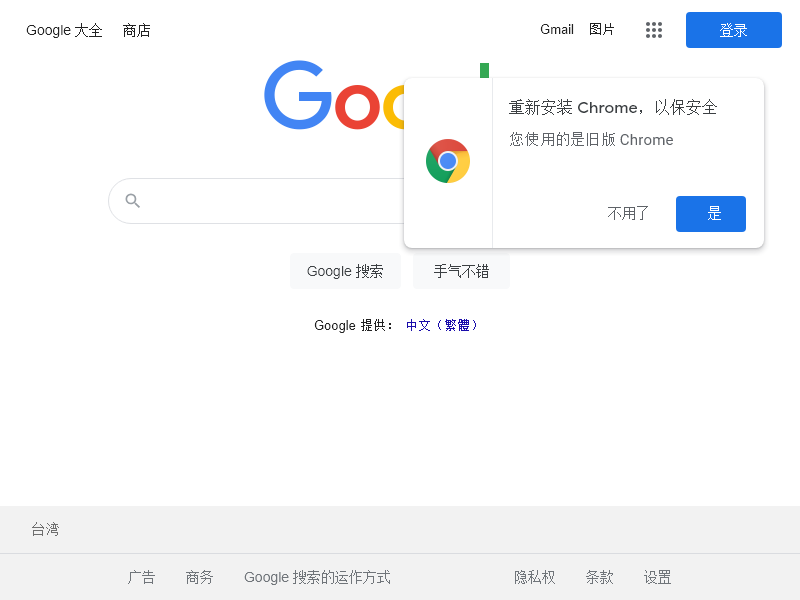 Google 大全 商店 Gmail 图片 登录
Goo
重新安装 Chrome，以保安全
您使用的是旧版 Chrome
不用了 是
Google 搜索 手气不错
Google 提供： 中文（繁體）
台湾
广告 商务 Google 搜索的运作方式 隐私权 条款 设置